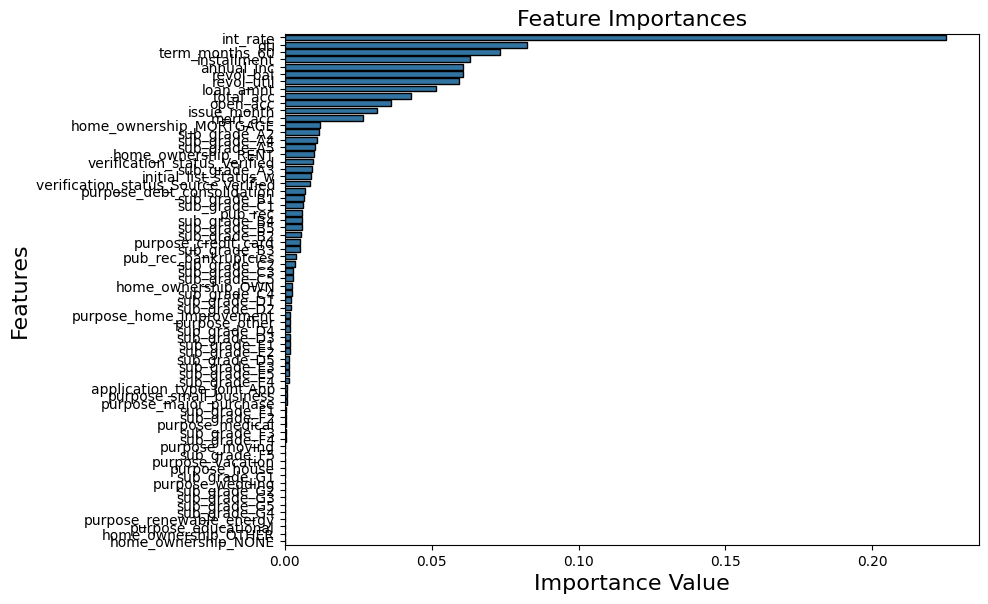 Feature Importances
int_rate
dti
term_months_60
installment
annual_inc
revol_bal
revol_util
loan_amnt
total_acc
open_acc
issue_month
mort_acc
home_ownership_MORTGAGE
sub_grade_A2
sub_grade_A4
sub_grade_A5
home_ownership_RENT
verification_status_Verified
sub_grade_A3
initial_list_status_w
verification_status_Source Verified
purpose_debt_consolidation
sub_grade_B1
sub_grade_C1
pub_rec
sub_grade_B4
sub_grade_B5
sub_grade_B2
purpose_credit_card
sub_grade_B3
pub_rec_bankruptcies
sub_grade_C2
sub_grade_C3
sub_grade_C5
home_ownership_OWN
sub_grade_C4
sub_grade_D1
sub_grade_D2
purpose_home_improvement
purpose_other
sub_grade_D4
sub_grade_D3
sub_grade_E1
sub_grade_E2
sub_grade_D5
sub_grade_E3
sub_grade_E5
sub_grade_E4
application_type_Joint App
purpose_small_business
purpose_major_purchase
sub_grade_F1
sub_grade_F2
purpose_medical
sub_grade_F3
sub_grade_F4
purpose_moving
sub_grade_F5
purpose_vacation
purpose_house
sub_grade_G1
purpose_wedding
sub_grade_G2
sub_grade_G3
sub_grade_G5
sub_grade_G4
purpose_renewable_energy
purpose_educational
home_ownership_OTHER
home_ownership_NONE
Features
0.00 0.05 0.10 0.15 0.20
Importance Value